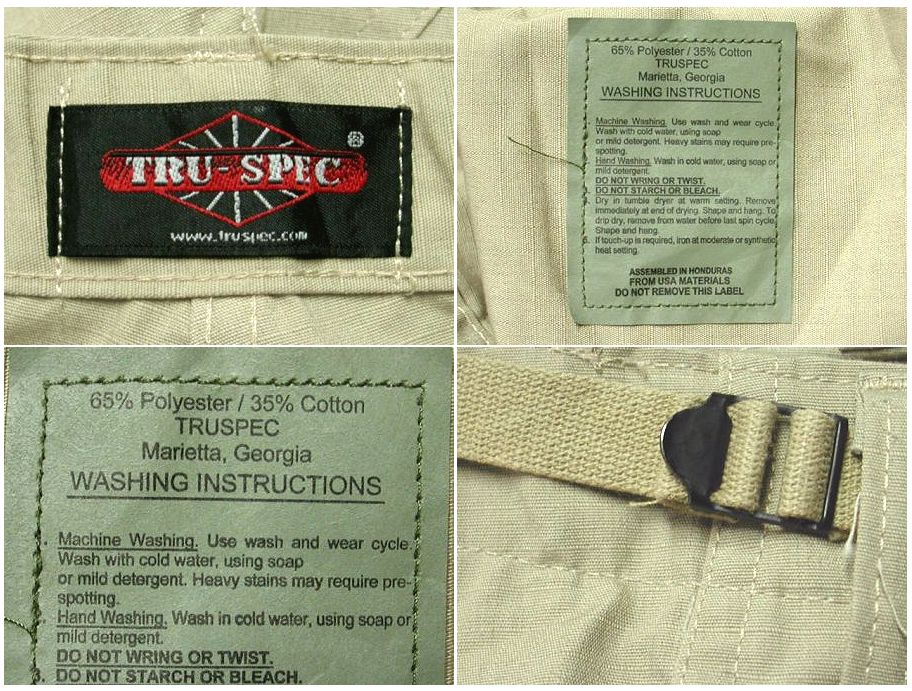 TRU-SPEC ®
www.truspec.com
65% Polyester / 35% Cotton
TRUSPEC
Marietta, Georgia
WASHING INSTRUCTIONS
. Machine Washing. Use wash and wear cycle.
Wash with cold water, using soap
or mild detergent. Heavy stains may require pre-
spotting.
Hand Washing. Wash in cold water, using soap or
mild detergent.
DO NOT WRING OR TWIST.
3. DO NOT STARCH OR BLEACH.
. Dry in tumble dryer at warm setting. Remove
immediately at end of drying. Shape and hang. To
drip dry, remove from water before last spin cycle.
Shape and hang.
. If touch-up is required, iron at moderate or synthetic
heat setting.
ASSEMBLED IN HONDURAS
FROM USA MATERIALS
DO NOT REMOVE THIS LABEL
65% Polyester / 35% Cotton
TRUSPEC
Marietta, Georgia
WASHING INSTRUCTIONS
. Machine Washing. Use wash and wear cycle.
Wash with cold water, using soap
or mild detergent. Heavy stains may require pre-
spotting.
. Hand Washing. Wash in cold water, using soap or
mild detergent.
DO NOT WRING OR TWIST.
3. DO NOT STARCH OR BLEACH.